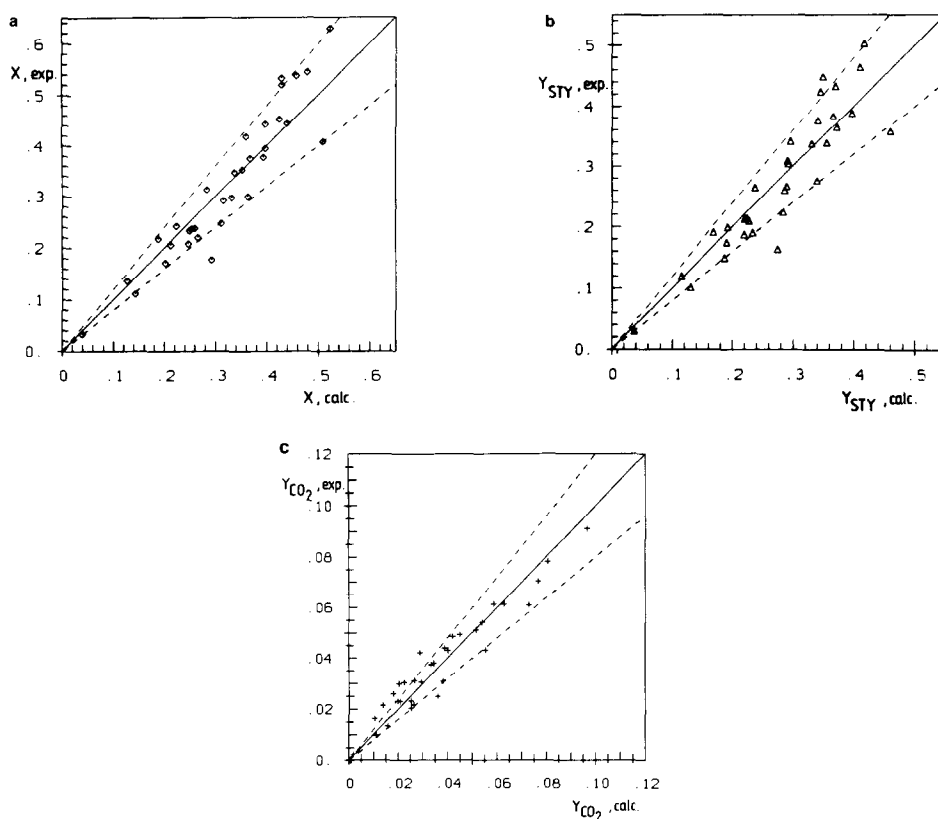 a
X, exp.
.6
.5
.4
.3
.2
.1
0.
0 .1 .2 .3 .4 .5 .6
X, calc.
b
Y_STY, exp.
.5
.4
.3
.2
.1
0.
0 .1 .2 .3 .4 .5
Y_STY, calc.
c
.12
Y_CO₂, exp.
.10
.08
.06
.04
.02
0.
0 .02 .04 .06 .08 .10 .12
Y_CO₂, calc.